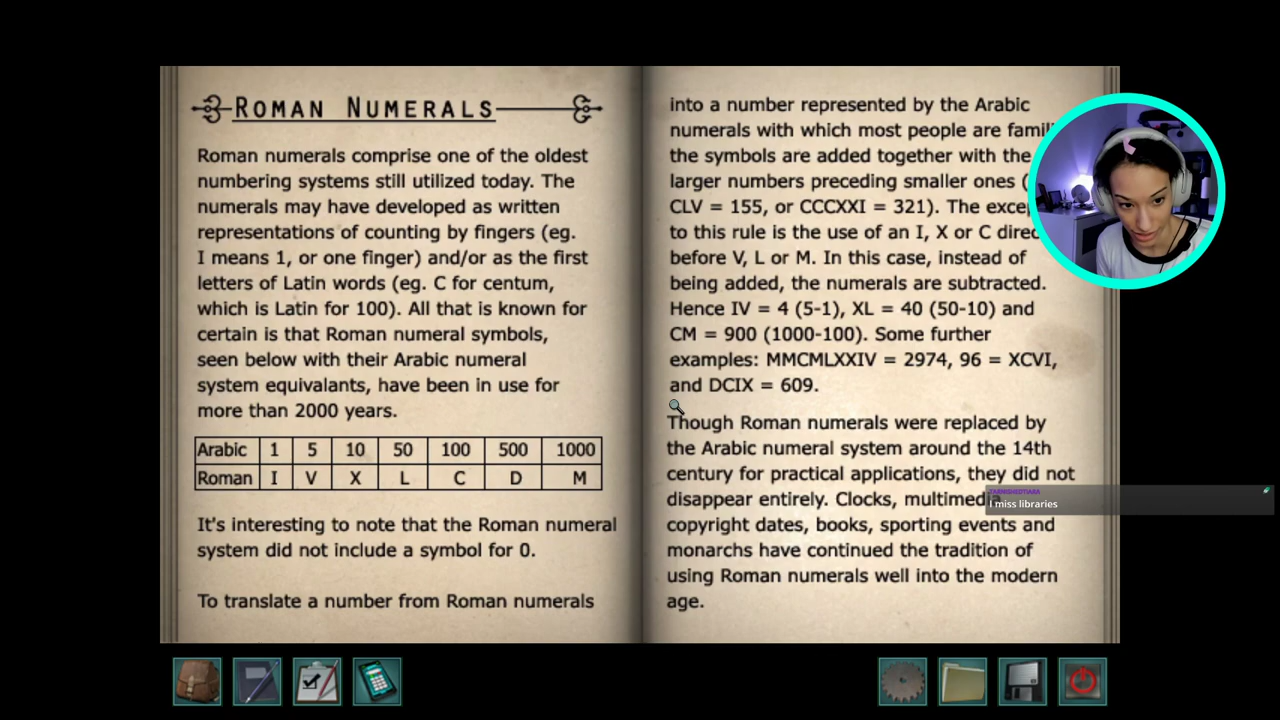 ROMAN NUMERALS
Roman numerals comprise one of the oldest
numbering systems still utilized today. The
numerals may have developed as written
representations of counting by fingers (eg.
I means 1, or one finger) and/or as the first
letters of Latin words (eg. C for centum,
which is Latin for 100). All that is known for
certain is that Roman numeral symbols,
seen below with their Arabic numeral
system equivalants, have been in use for
more than 2000 years.
Arabic 1 5 10 50 100 500 1000
Roman I V X L C D M
It's interesting to note that the Roman numeral
system did not include a symbol for 0.
To translate a number from Roman numerals
into a number represented by the Arabic
numerals with which most people are
the symbols are added together with the
larger numbers preceding smaller ones (
CLV = 155, or CCCXXI = 321). The
to this rule is the use of an I, X or C
before V, L or M. In this case, instead of
being added, the numerals are subtracted.
Hence IV = 4 (5-1), XL = 40 (50-10) and
CM = 900 (1000-100). Some further
examples: MMCMLXXIV = 2974, 96 = XCVI,
and DCIX = 609.
Though Roman numerals were replaced by
the Arabic numeral system around the 14th
century for practical applications, they did not
disappear entirely. Clocks, multimedia
copyright dates, books, sporting events and
monarchs have continued the tradition of
using Roman numerals well into the modern
age.
I miss libraries